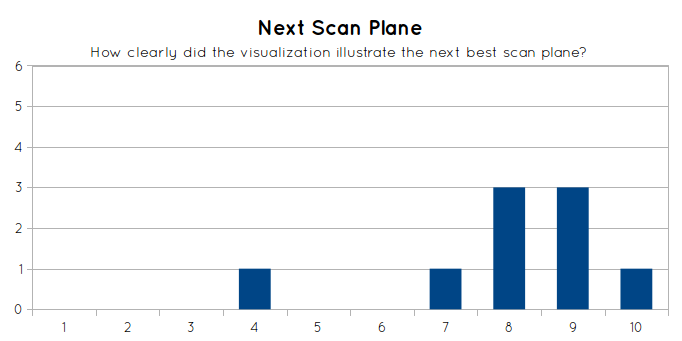 Next Scan Plane
How clearly did the visualization illustrate the next best scan plane?
6
5
4
3
2
1
0
1 2 3 4 5 6 7 8 9 10